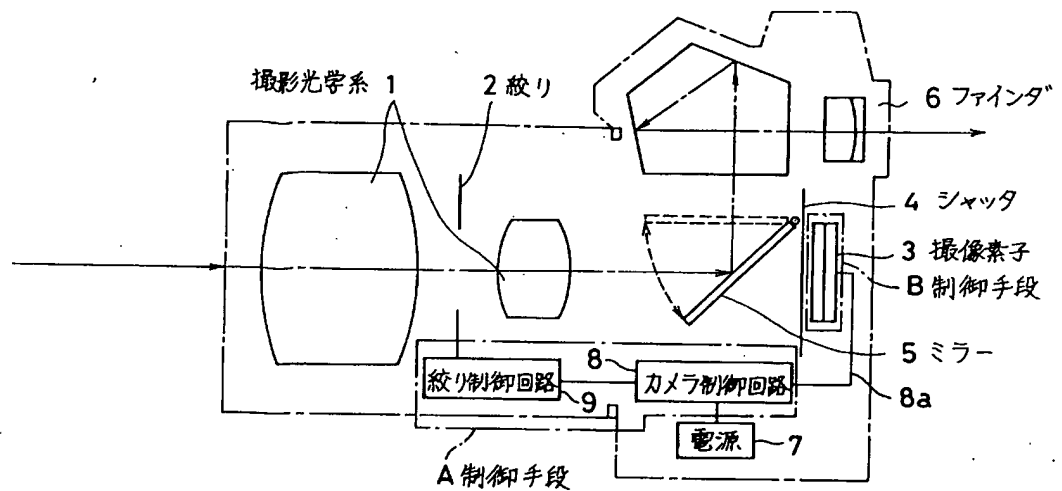 撮影光学系 1
2 絞り
6 ファインダ
4 シャッタ
3 撮像素子
B 制御手段
5 ミラー
8
絞り制御回路
カメラ制御回路
9
8a
電源
7
A 制御手段